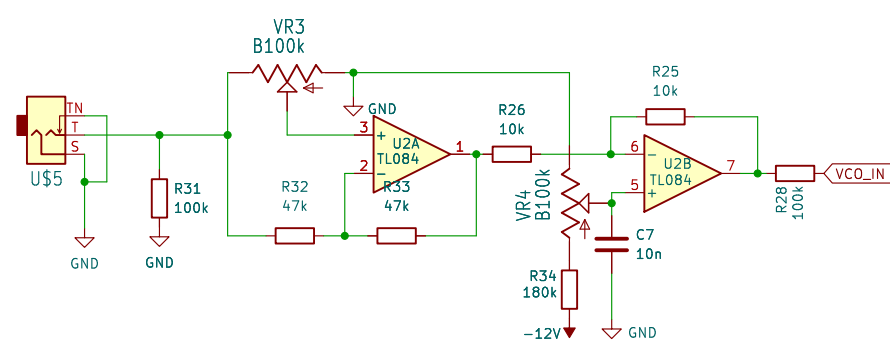 VR3
B100k
TN
T
S
U$5
GND
R31
100k
GND
GND
3
+
2
−
U2A
TL084
1
R32
47k
R33
47k
R26
10k
R25
10k
6
−
5
+
U2B
TL084
7
VR4
B100k
C7
10n
R34
180k
−12V
GND
R28
100k
VCO_IN